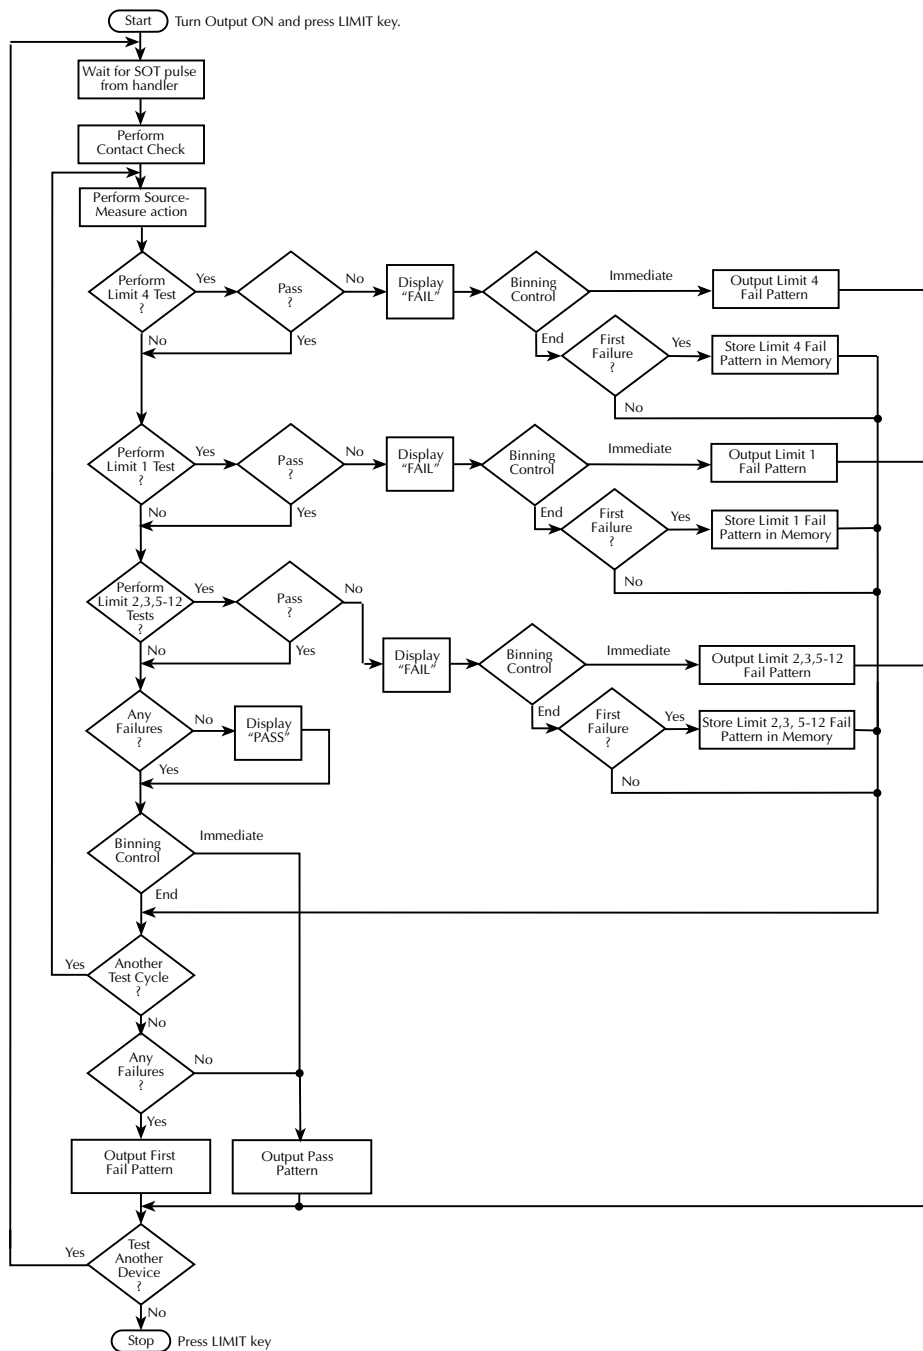 Start
Turn Output ON and press LIMIT key.
Wait for SOT pulse
from handler
Perform
Contact Check
Perform Source-
Measure action
Perform
Limit 4 Test
?
Yes
No
Pass
?
No
Yes
Display
“FAIL”
Binning
Control
Immediate
End
Output Limit 4
Fail Pattern
First
Failure
?
Yes
No
Store Limit 4 Fail
Pattern in Memory
Perform
Limit 1 Test
?
Yes
No
Pass
?
No
Yes
Display
“FAIL”
Binning
Control
Immediate
End
Output Limit 1
Fail Pattern
First
Failure
?
Yes
No
Store Limit 1 Fail
Pattern in Memory
Perform
Limit 2,3,5-12
Tests
?
Yes
No
Pass
?
No
Yes
Display
“FAIL”
Binning
Control
Immediate
End
Output Limit 2,3,5-12
Fail Pattern
First
Failure
?
Yes
No
Store Limit 2,3, 5-12 Fail
Pattern in Memory
Any
Failures
?
No
Yes
Display
“PASS”
Binning
Control
Immediate
End
Another
Test Cycle
?
Yes
No
Any
Failures
?
No
Yes
Output First
Fail Pattern
Output Pass
Pattern
Test
Another
Device
?
Yes
No
Stop
Press LIMIT key